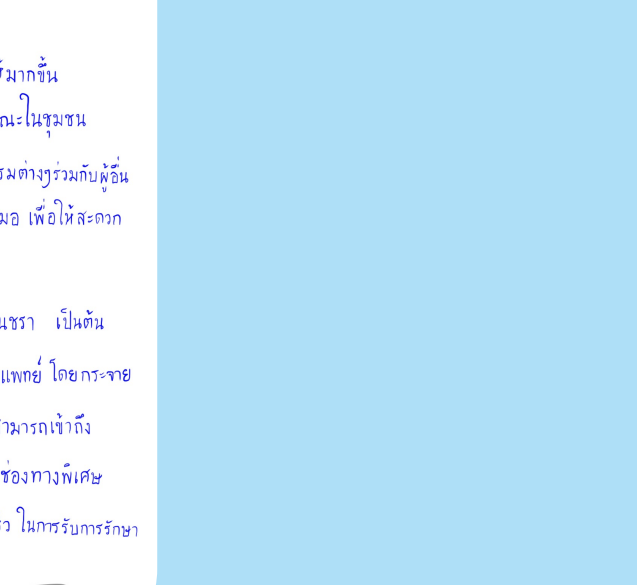 มากขึ้น
ณะในชุมชน
รมต่างๆร่วมกับผู้อื่น
มอ เพื่อให้สะดวก
นชรา เป็นต้น
แพทย์ โดยกระจาย
ามารถเข้าถึง
ช่องทางพิเศษ
ว ในการรับการรักษา